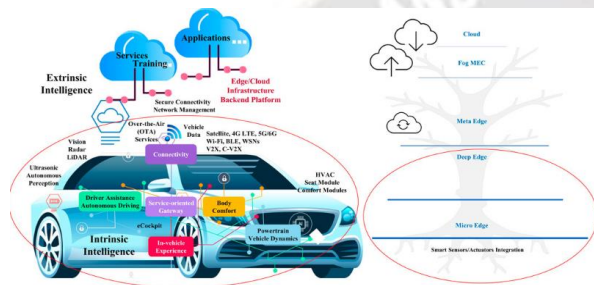 Applications
Services
Training
Extrinsic
Intelligence
Edge/Cloud
Infrastructure
Backend Platform
Secure Connectivity
Network Management
Over-the-Air
(OTA)
Services
Vehicle
Data
Satellite, 4G LTE, 5G/6G
Wi-Fi, BLE, WSNs
V2X, C-V2X
Vision
Radar
LiDAR
Connectivity
Ultrasonic
Autonomous
Perception
HVAC
Seat Module
Comfort Modules
Driver Assistance
Autonomous Driving
Service-oriented
Gateway
Body
Comfort
eCockpit
Powertrain
Vehicle Dynamics
Intrinsic
Intelligence
In-vehicle
Experience
Cloud
Fog MEC
Meta Edge
Deep Edge
Micro Edge
Smart Sensors/Actuators Integration